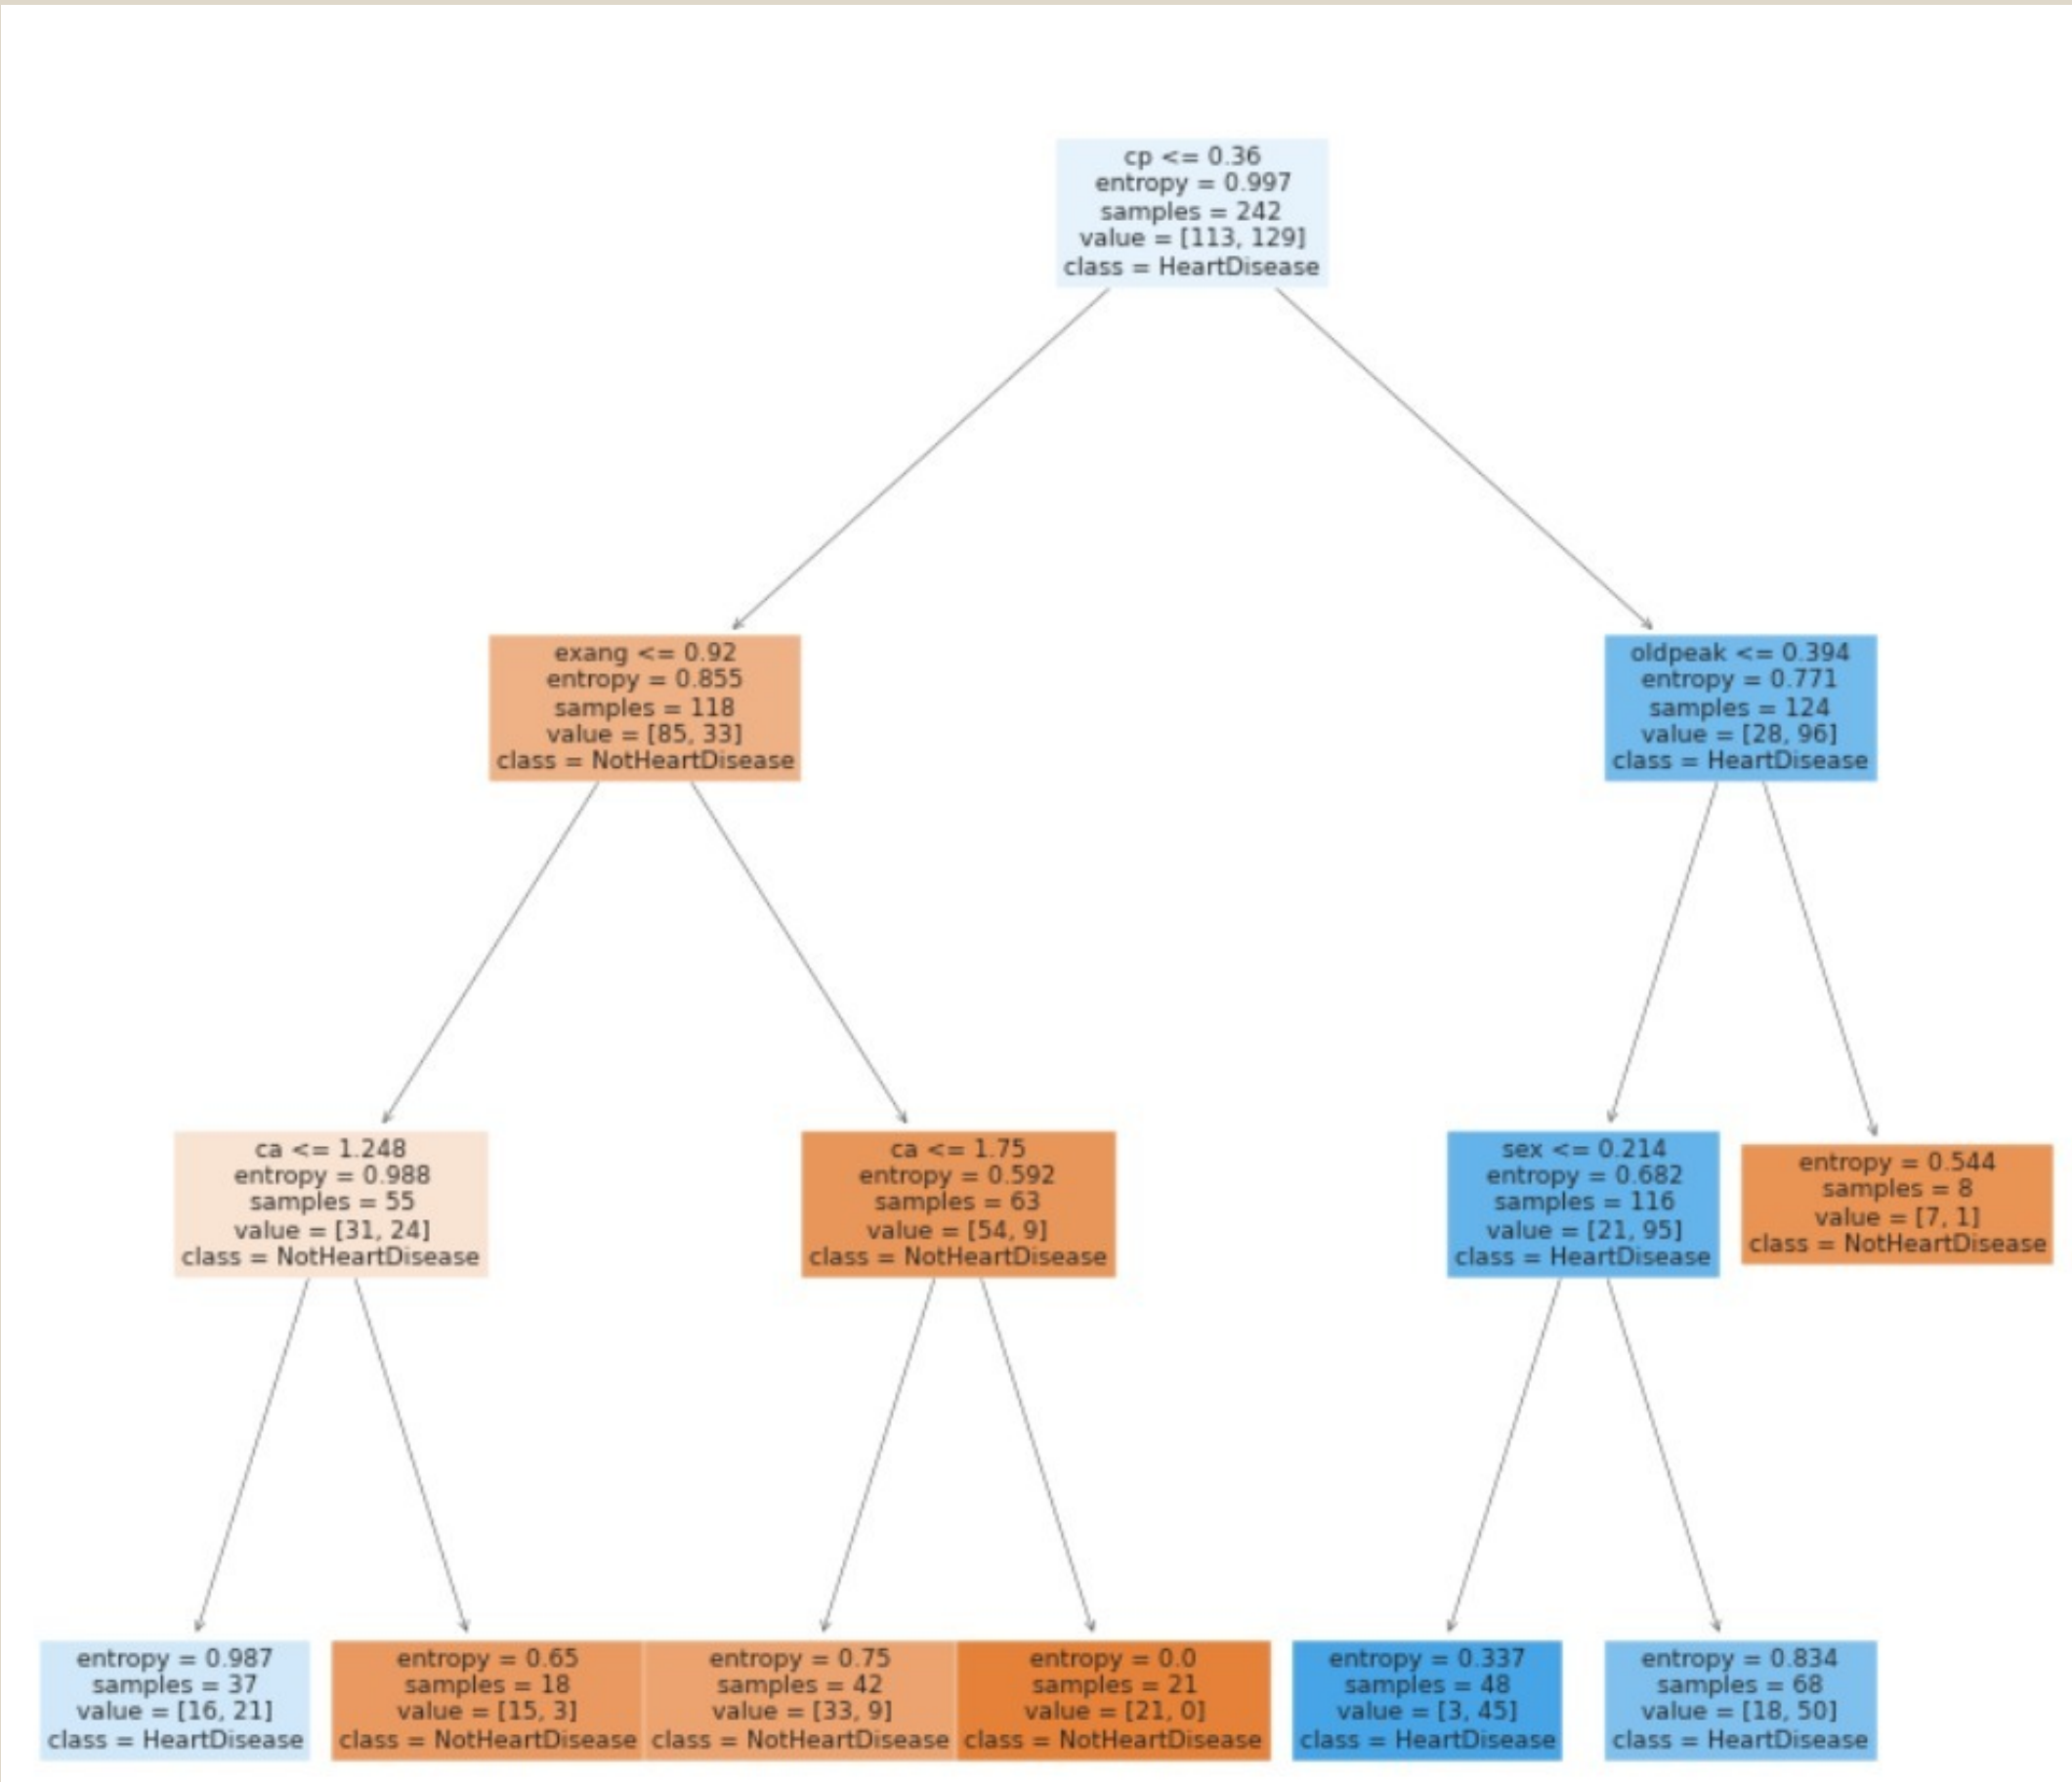 cp <= 0.36
entropy = 0.997
samples = 242
value = [113, 129]
class = HeartDisease
exang <= 0.92
entropy = 0.855
samples = 118
value = [85, 33]
class = NotHeartDisease
oldpeak <= 0.394
entropy = 0.771
samples = 124
value = [28, 96]
class = HeartDisease
ca <= 1.248
entropy = 0.988
samples = 55
value = [31, 24]
class = NotHeartDisease
ca <= 1.75
entropy = 0.592
samples = 63
value = [54, 9]
class = NotHeartDisease
sex <= 0.214
entropy = 0.682
samples = 116
value = [21, 95]
class = HeartDisease
entropy = 0.544
samples = 8
value = [7, 1]
class = NotHeartDisease
entropy = 0.987
samples = 37
value = [16, 21]
class = HeartDisease
entropy = 0.65
samples = 18
value = [15, 3]
class = NotHeartDisease
entropy = 0.75
samples = 42
value = [33, 9]
class = NotHeartDisease
entropy = 0.0
samples = 21
value = [21, 0]
class = NotHeartDisease
entropy = 0.337
samples = 48
value = [3, 45]
class = HeartDisease
entropy = 0.834
samples = 68
value = [18, 50]
class = HeartDisease